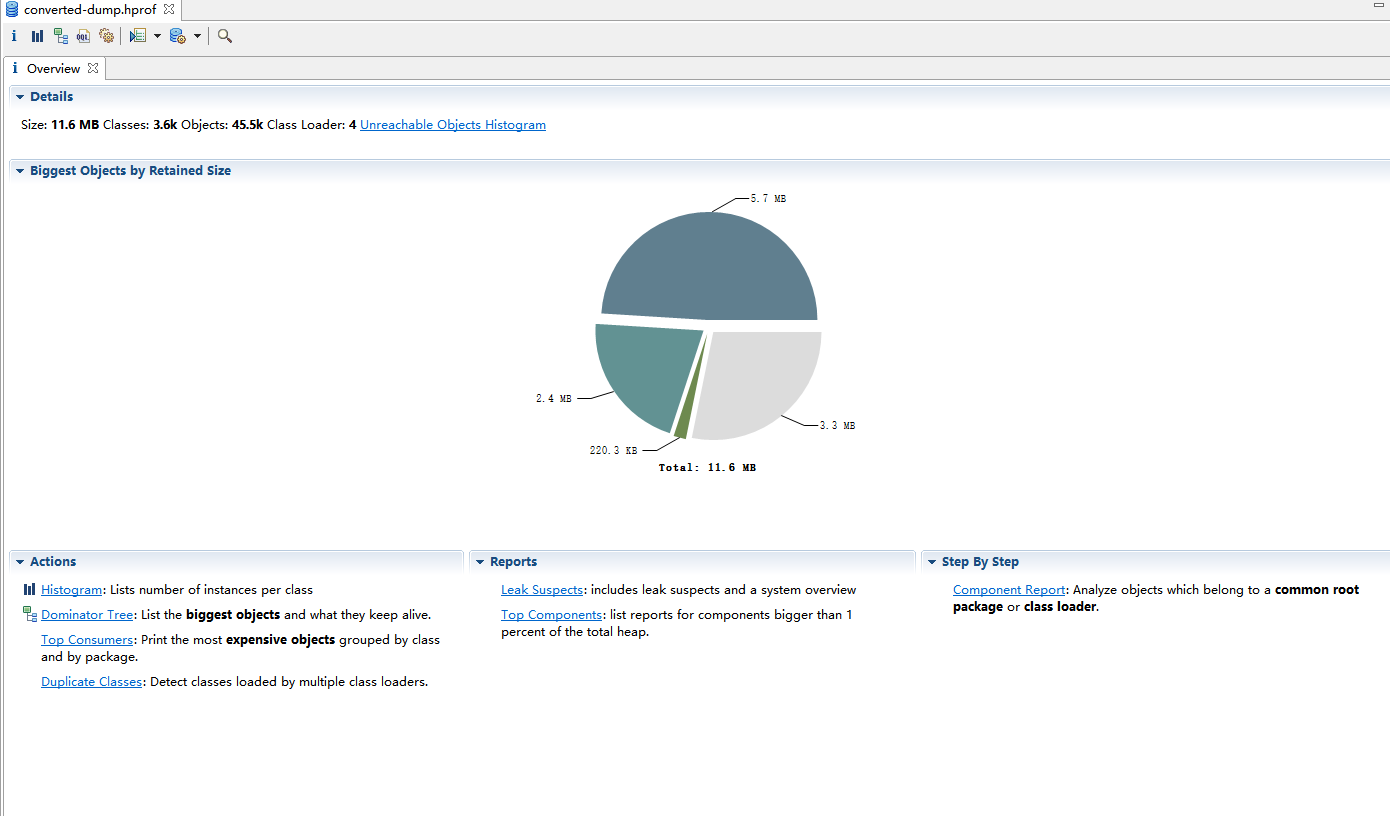 converted-dump.hprof
Overview
Details
Size: 11.6 MB Classes: 3.6k Objects: 45.5k Class Loader: 4 Unreachable Objects Histogram
Biggest Objects by Retained Size
5.7 MB
2.4 MB
3.3 MB
220.3 KB
Total: 11.6 MB
Actions
Histogram: Lists number of instances per class
Dominator Tree: List the biggest objects and what they keep alive.
Top Consumers: Print the most expensive objects grouped by class
and by package.
Duplicate Classes: Detect classes loaded by multiple class loaders.
Reports
Leak Suspects: includes leak suspects and a system overview
Top Components: list reports for components bigger than 1
percent of the total heap.
Step By Step
Component Report: Analyze objects which belong to a common root
package or class loader.